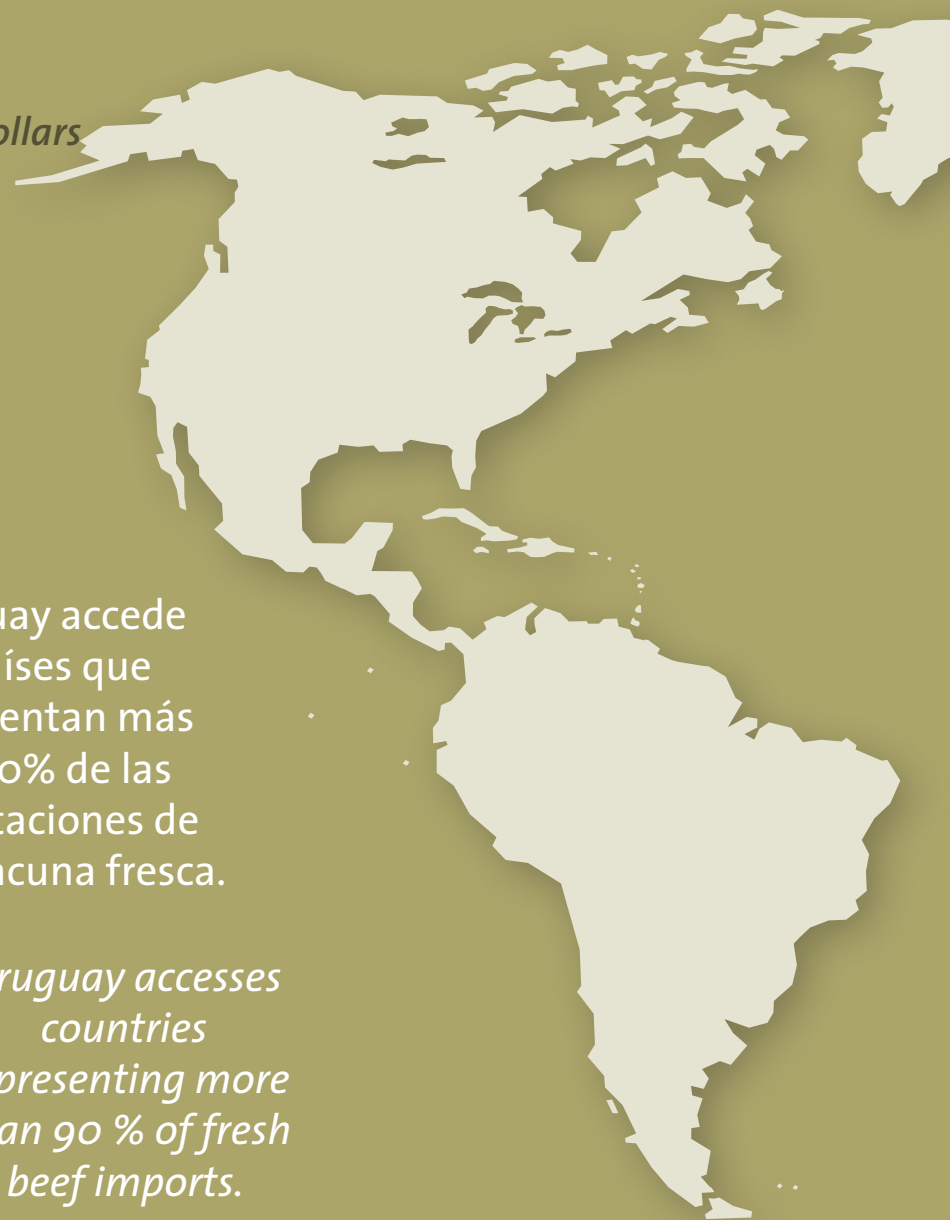 ollars
uay accede
íses que
entan más
0% de las
taciones de
acuna fresca.
ruguay accesses
countries
presenting more
an 90 % of fresh
beef imports.